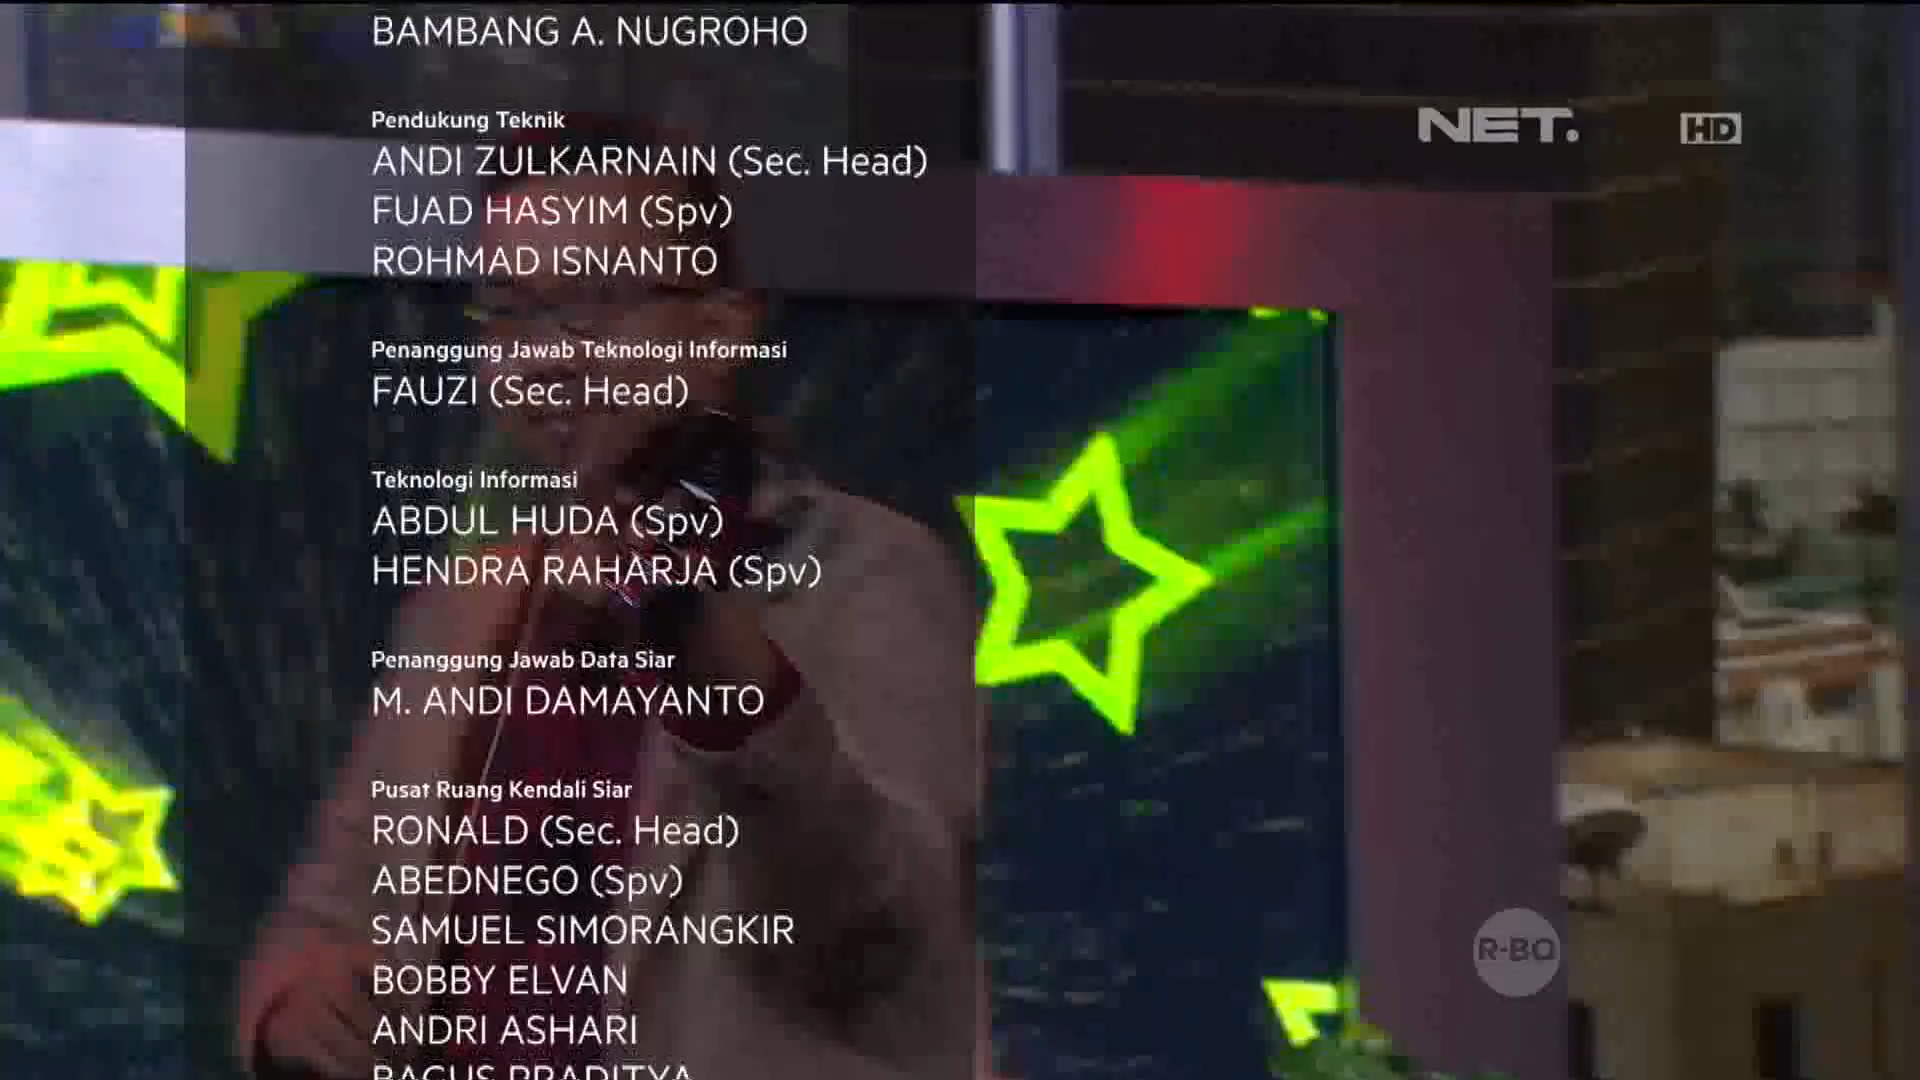 BAMBANG A. NUGROHO
NET.
HD
Pendukung Teknik
ANDI ZULKARNAIN (Sec. Head)
FUAD HASYIM (Spv)
ROHMAD ISNANTO
Penanggung Jawab Teknologi Informasi
FAUZI (Sec. Head)
Teknologi Informasi
ABDUL HUDA (Spv)
HENDRA RAHARJA (Spv)
Penanggung Jawab Data Siar
M. ANDI DAMAYANTO
Pusat Ruang Kendali Siar
RONALD (Sec. Head)
ABEDNEGO (Spv)
SAMUEL SIMORANGKIR
R-BO
BOBBY ELVAN
ANDRI ASHARI
BAGUS PRADITYA